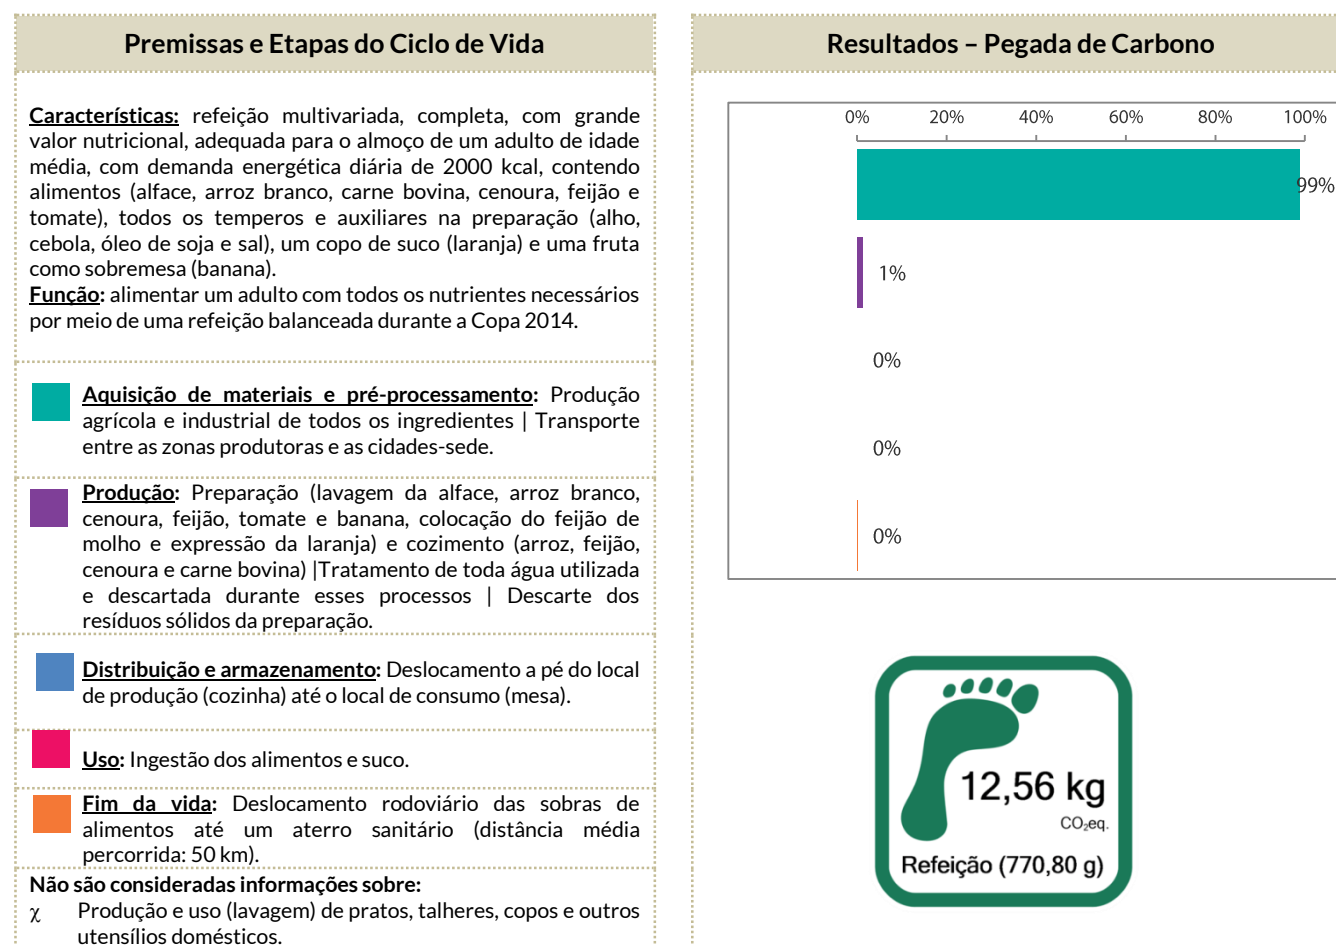 Premissas e Etapas do Ciclo de Vida
Características: refeição multivariada, completa, com grande
valor nutricional, adequada para o almoço de um adulto de idade
média, com demanda energética diária de 2000 kcal, contendo
alimentos (alface, arroz branco, carne bovina, cenoura, feijão e
tomate), todos os temperos e auxiliares na preparação (alho,
cebola, óleo de soja e sal), um copo de suco (laranja) e uma fruta
como sobremesa (banana).
Função: alimentar um adulto com todos os nutrientes necessários
por meio de uma refeição balanceada durante a Copa 2014.
Aquisição de materiais e pré-processamento: Produção
agrícola e industrial de todos os ingredientes | Transporte
entre as zonas produtoras e as cidades-sede.
Produção: Preparação (lavagem da alface, arroz branco,
cenoura, feijão, tomate e banana, colocação do feijão de
molho e expressão da laranja) e cozimento (arroz, feijão,
cenoura e carne bovina) |Tratamento de toda água utilizada
e descartada durante esses processos | Descarte dos
resíduos sólidos da preparação.
Distribuição e armazenamento: Deslocamento a pé do local
de produção (cozinha) até o local de consumo (mesa).
Uso: Ingestão dos alimentos e suco.
Fim da vida: Deslocamento rodoviário das sobras de
alimentos até um aterro sanitário (distância média
percorrida: 50 km).
Não são consideradas informações sobre:
χ Produção e uso (lavagem) de pratos, talheres, copos e outros
utensílios domésticos.
Resultados – Pegada de Carbono
0% 20% 40% 60% 80% 100%
99%
1%
0%
0%
0%
12,56 kg
CO₂eq.
Refeição (770,80 g)